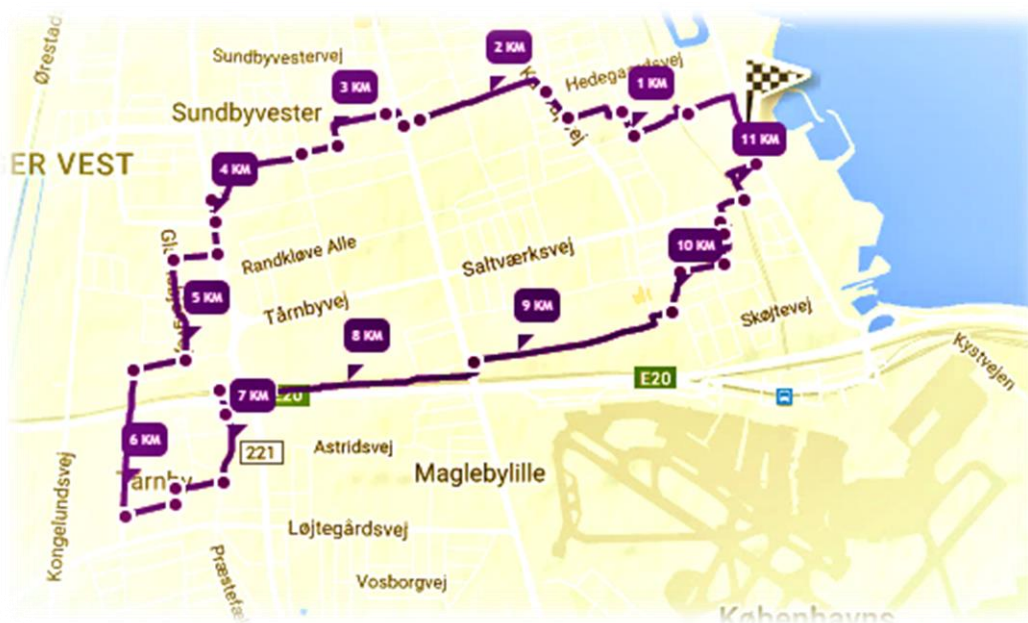 Ørestads
2 KM
Sundbyvestervej
Hedegaardsvej
3 KM
1 KM
Sundbyvester
11 KM
ER VEST
4 KM
Randkløve Alle
Saltværksvej
10 KM
5 KM
Tårnbyvej
9 KM
Skøjtevej
8 KM
Kystvejen
E20
7 KM
E20
6 KM
221
Astridsvej
Maglebylille
Tårnby
Kongelundsvej
Løjtegårdsvej
Præstefæl
Vosborgvej
Københavns